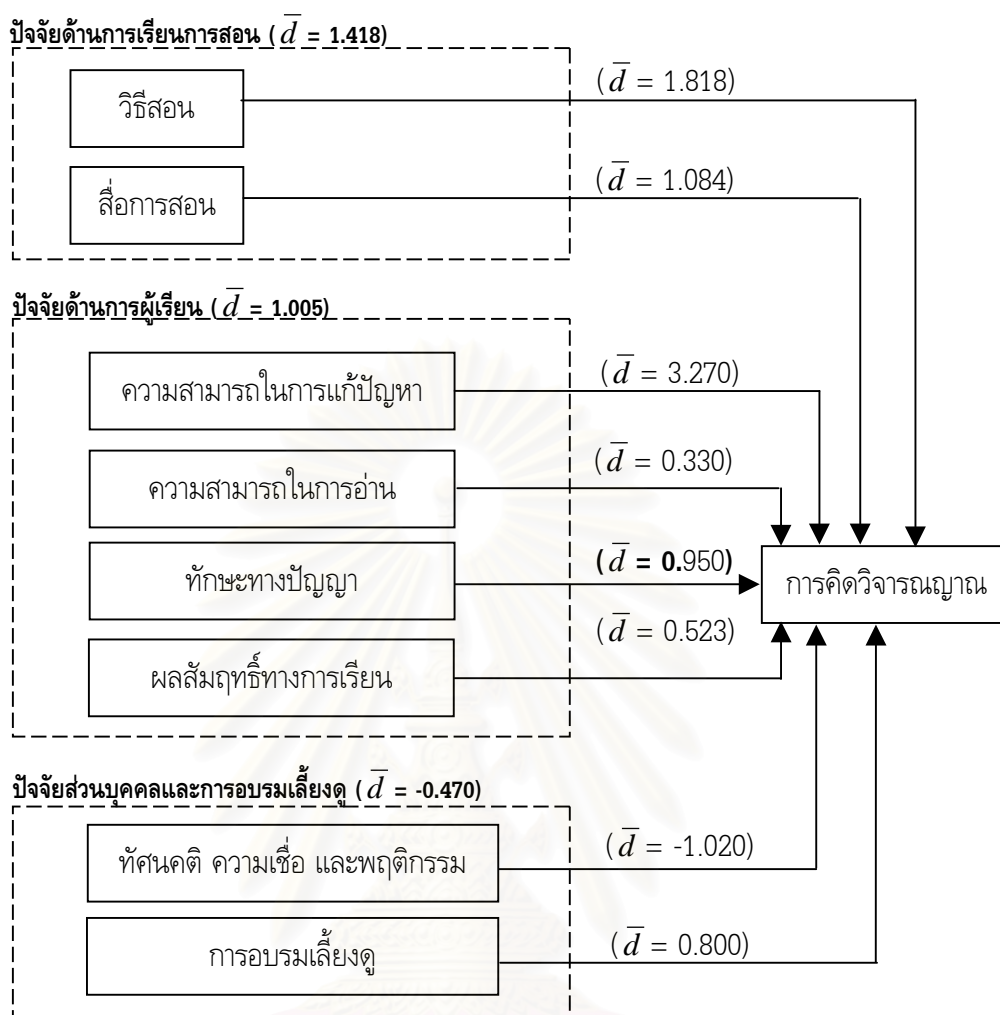 ปัจจัยด้านการเรียนการสอน ( d̅ = 1.418)
วิธีสอน
( d̅ = 1.818)
สื่อการสอน
( d̅ = 1.084)
ปัจจัยด้านการผู้เรียน ( d̅ = 1.005)
ความสามารถในการแก้ปัญหา
( d̅ = 3.270)
ความสามารถในการอ่าน
( d̅ = 0.330)
ทักษะทางปัญญา
( d̅ = 0.950)
การคิดวิจารณญาณ
ผลสัมฤทธิ์ทางการเรียน
( d̅ = 0.523)
ปัจจัยส่วนบุคคลและการอบรมเลี้ยงดู ( d̅ = -0.470)
ทัศนคติ ความเชื่อ และพฤติกรรม
( d̅ = -1.020)
การอบรมเลี้ยงดู
( d̅ = 0.800)